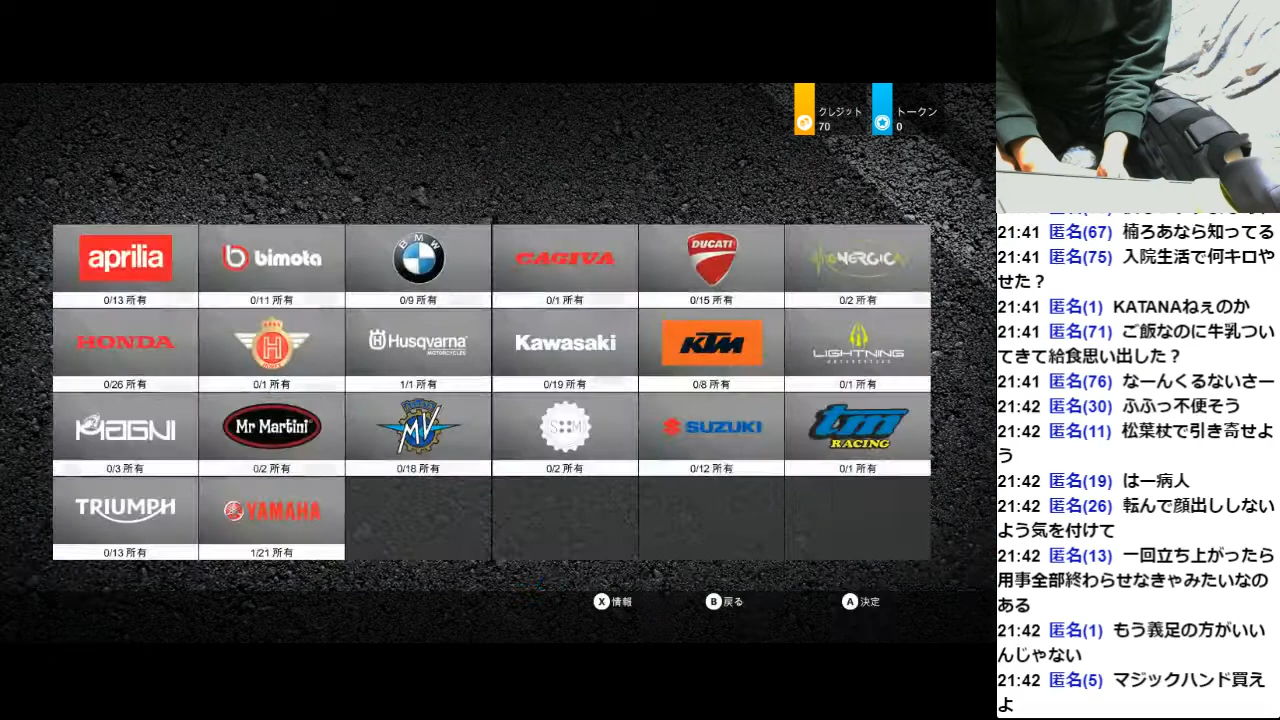 クレジット
70
トークン
0
aprilia
bimota
BMW
CAGIVA
DUCATI
ENERGICA
0/13 所有
0/11 所有
0/9 所有
0/1 所有
0/15 所有
0/2 所有
HONDA
H
Husqvarna
MOTORCYCLES
Kawasaki
KTM
LIGHTNING
0/26 所有
0/1 所有
1/1 所有
0/19 所有
0/8 所有
0/1 所有
MAGNI
Mr Martini
MV
S M
SUZUKI
tm
RACING
0/3 所有
0/2 所有
0/18 所有
0/2 所有
0/12 所有
0/1 所有
TRIUMPH
YAMAHA
0/13 所有
1/21 所有
X 情報
B 戻る
A 決定
21:41 匿名(67) 楠ろあなら知ってる
21:41 匿名(75) 入院生活で何キロや
せた？
21:41 匿名(1) KATANAねぇのか
21:41 匿名(71) ご飯なのに牛乳つい
てきて給食思い出した？
21:41 匿名(76) なーんくるないさー
21:42 匿名(30) ふふっ不便そう
21:42 匿名(11) 松葉杖で引き寄せよ
う
21:42 匿名(19) は一病人
21:42 匿名(26) 転んで顔出ししない
よう気を付けて
21:42 匿名(13) 一回立ち上がったら
用事全部終わらせなきゃみたいなの
ある
21:42 匿名(1) もう義足の方がいい
んじゃない
21:42 匿名(5) マジックハンド買え
よ